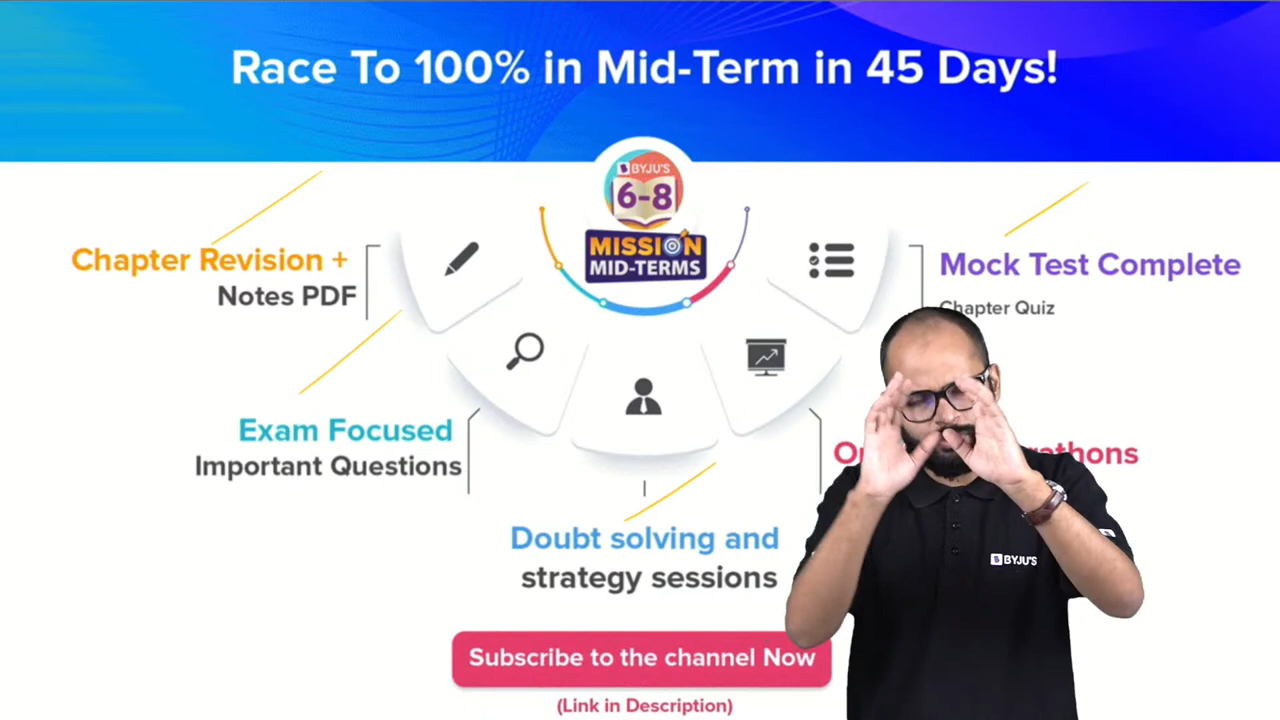 Race To 100% in Mid-Term in 45 Days!
BYJU'S
6-8
MISSION
MID-TERMS
Chapter Revision +
Notes PDF
Mock Test Complete
Chapter Quiz
Exam Focused
Important Questions
Doubt solving and
strategy sessions
BYJU'S
Subscribe to the channel Now
(Link in Description)